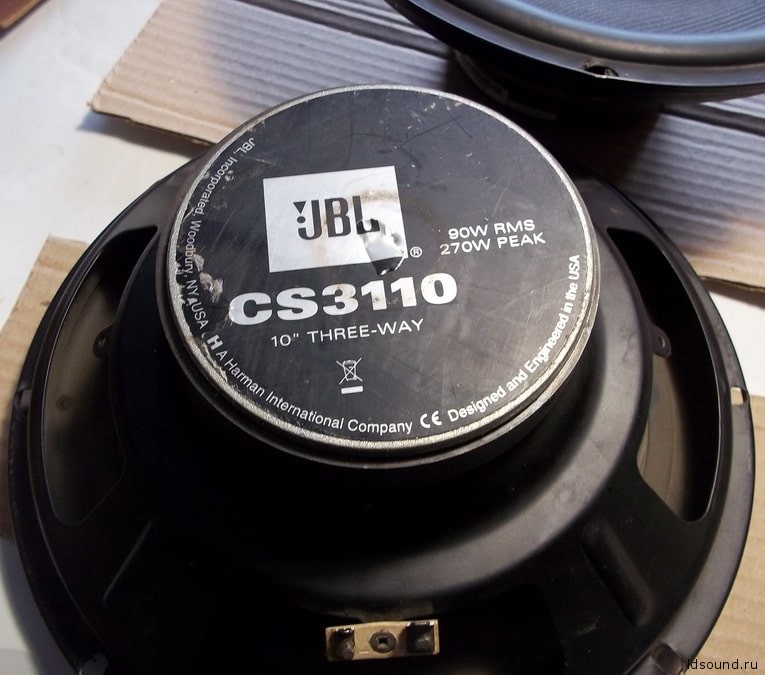 JBL
®
90W RMS
270W PEAK
CS3110
10" THREE-WAY
JBL, Incorporated, Woodbury, NY USA
H A Harman International Company
CE
Designed and Engineered in the USA
ldsound.ru